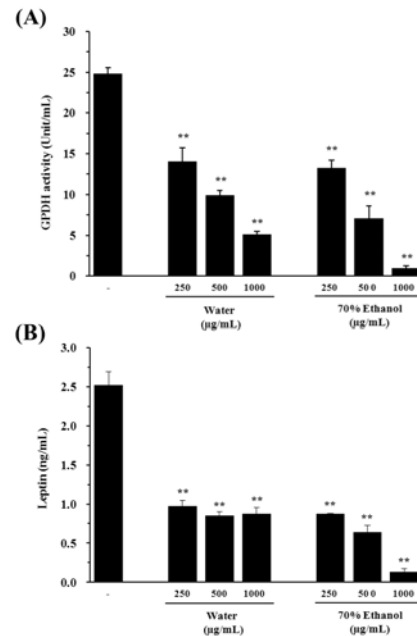 (A)
GPDH activity (Unit/mL)
30
25
20
15
10
5
0
** ** ** ** ** **
- 250 500 1000 250 500 1000
Water 70% Ethanol
(µg/mL) (µg/mL)
(B)
Leptin (ng/mL)
3.0
2.5
2.0
1.5
1.0
0.5
0.0
** ** ** ** ** **
- 250 500 1000 250 500 1000
Water 70% Ethanol
(µg/mL) (µg/mL)